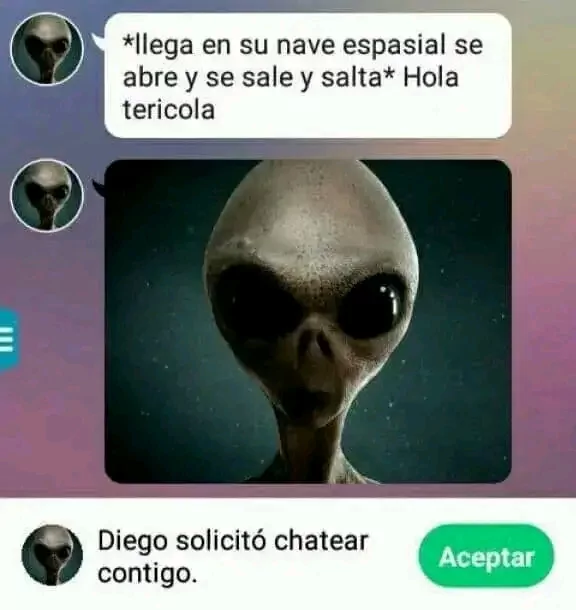 *llega en su nave espasial se
abre y se sale y salta* Hola
tericola
Diego solicitó chatear
contigo.
Aceptar